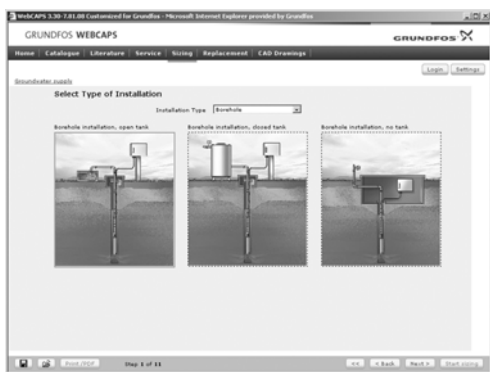 WebCAPS 3.30-7.01.00 Customized for Grundfos - Microsoft Internet Explorer provided by Grundfos
GRUNDFOS WEBCAPS
GRUNDFOS
Home Catalogue Literature Service Sizing Replacement CAD Drawings
Login Settings
Groundwater supply
Select Type of Installation
Installation Type Borehole
Borehole installation, open tank Borehole installation, closed tank Borehole installation, no tank
Print/PDF Step 1 of 11 << < Back Next > Start sizing